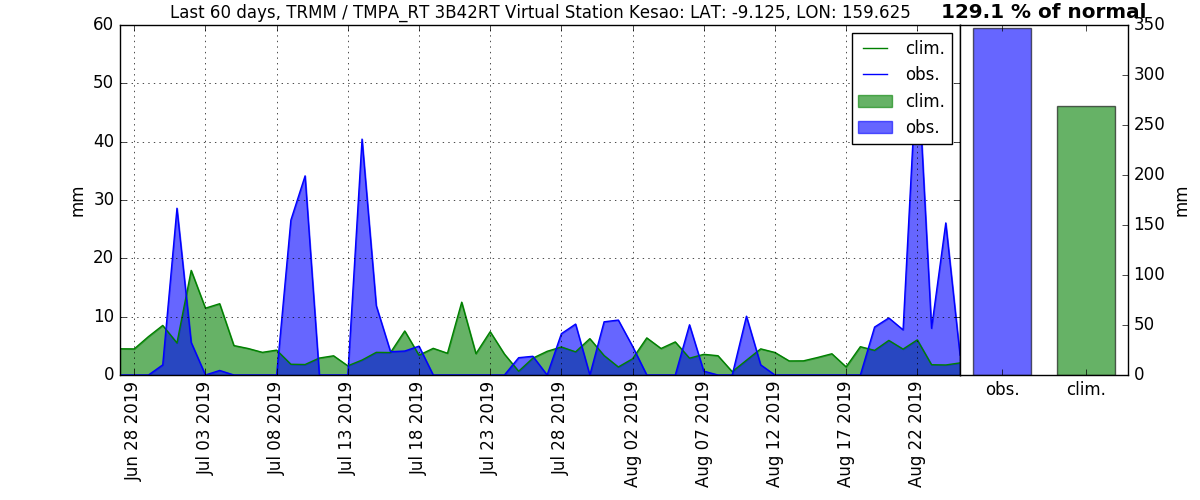 Last 60 days, TRMM / TMPA_RT 3B42RT Virtual Station Kesao: LAT: -9.125, LON: 159.625
129.1 % of normal
60
50
40
30
20
10
0
mm
clim.
obs.
clim.
obs.
350
300
250
200
150
100
50
0
mm
Jun 28 2019
Jul 03 2019
Jul 08 2019
Jul 13 2019
Jul 18 2019
Jul 23 2019
Jul 28 2019
Aug 02 2019
Aug 07 2019
Aug 12 2019
Aug 17 2019
Aug 22 2019
obs.
clim.